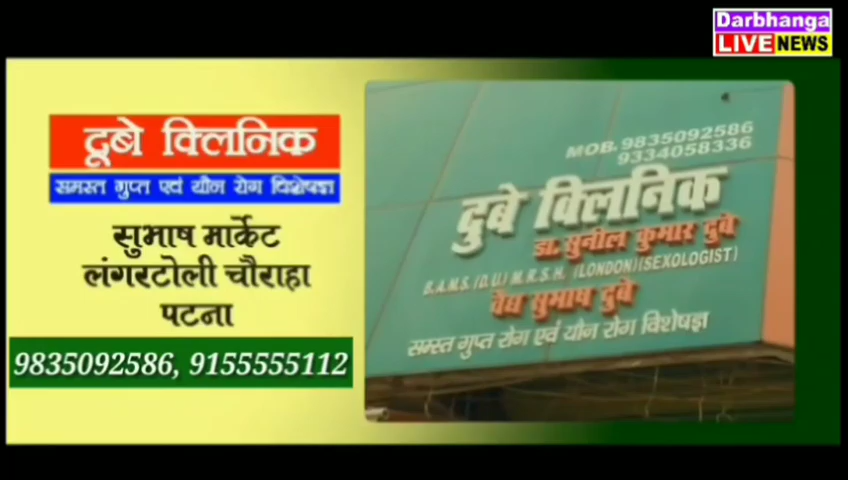 Darbhanga
LIVE NEWS
दूबे क्लिनिक
समस्त गुप्त एवं यौन रोग विशेषज्ञ
सुभाष मार्केट
लंगरटोली चौराहा
पटना
9835092586, 9155555112
MOB. 9835092586
9334058336
दुबे क्लिनिक
डा. सुनील कुमार दुबे
B.A.M.S. (D.U.) M.R.S.H. (LONDON) (SEXOLOGIST)
वैद्य सुभाष दुबे
समस्त गुप्त रोग एवं यौन रोग विशेषज्ञ